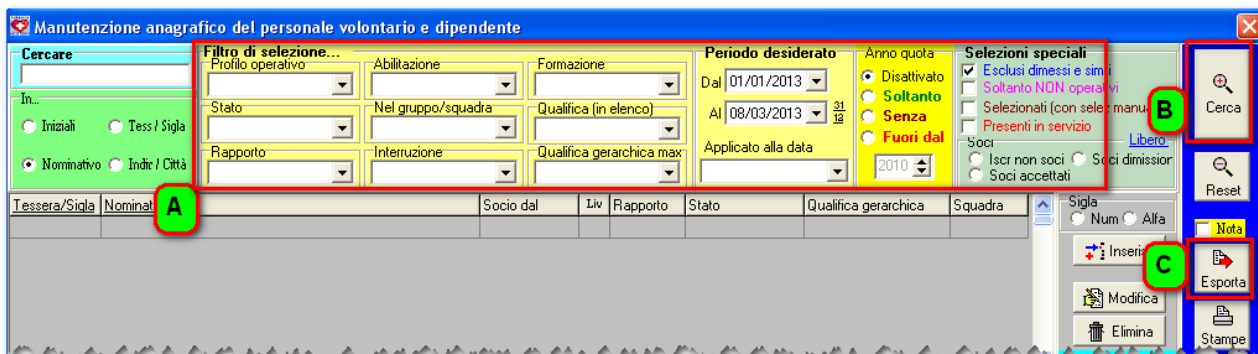 Manutenzione anagrafico del personale volontario e dipendente
Cercare
In...
Iniziali
Tess / Sigla
Nominativo
Indir / Città
Filtro di selezione...
Profilo operativo
Abilitazione
Formazione
Stato
Nel gruppo/squadra
Qualifica (in elenco)
Rapporto
Interruzione
Qualifica gerarchica max
Periodo desiderato
Dal 01/01/2013
Al 08/03/2013
31
12
Applicato alla data
Anno quota
Disattivato
Soltanto
Senza
Fuori dal
2010
Selezioni speciali
Esclusi dimessi e simili
Soltanto NON operativi
Selezionati (con selez manua
Presenti in servizio
Libero
Soci
Iscr non soci
Soci dimission
Soci accettati
B
Cerca
Reset
Nota
Esporta
Stampe
A
Tessera/Sigla
Nominat
Socio dal
Liv
Rapporto
Stato
Qualifica gerarchica
Squadra
Sigla
Num
Alfa
Inseris
C
Modifica
Elimina